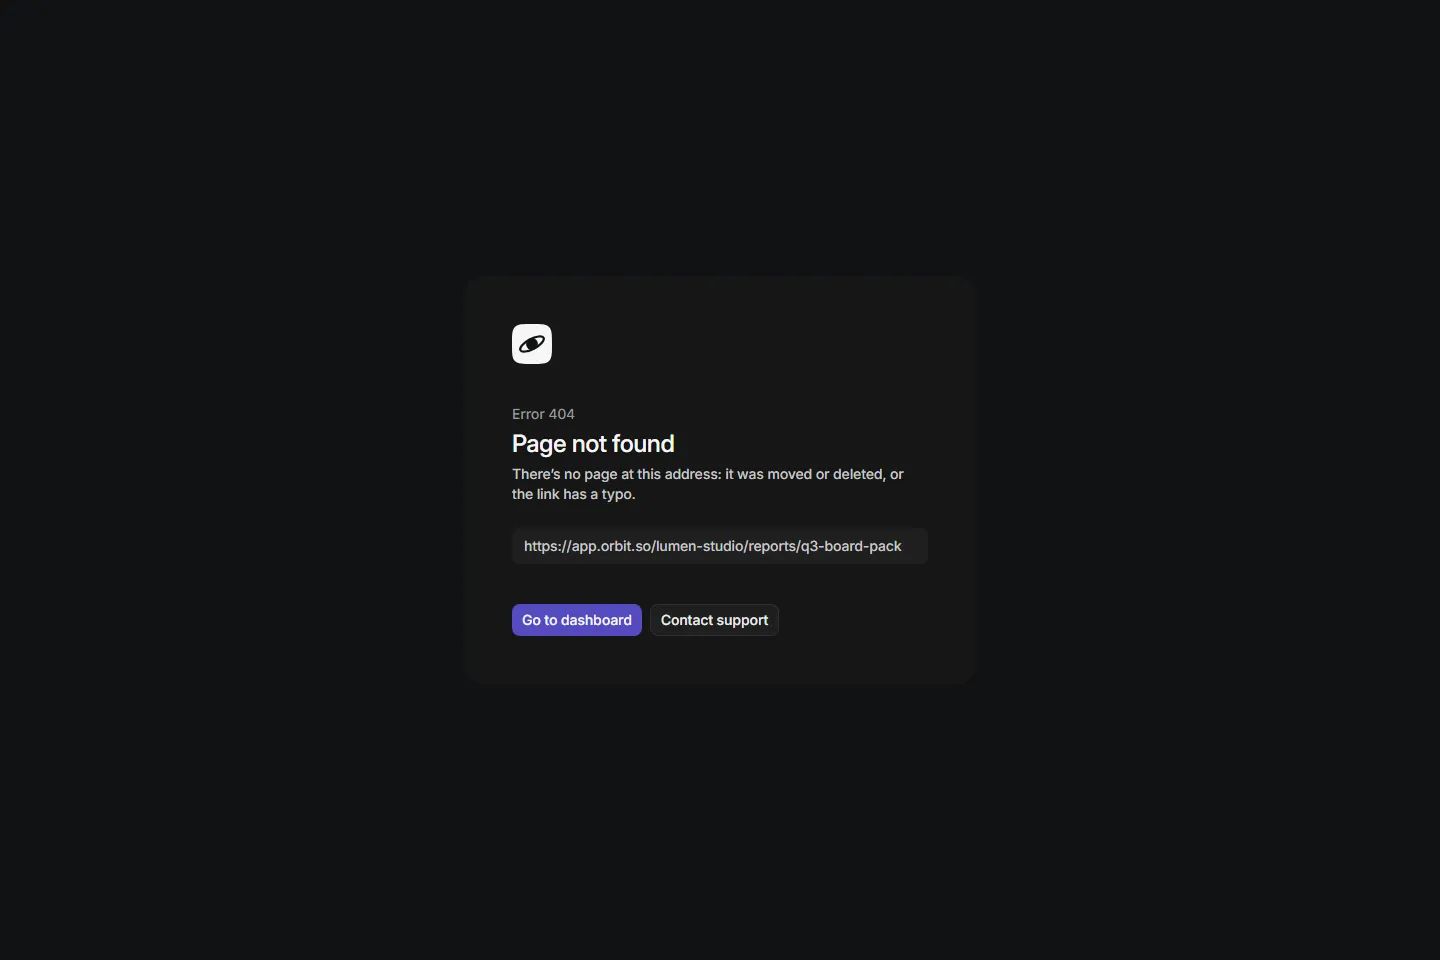 Error 404
Page not found
There’s no page at this address: it was moved or deleted, or
the link has a typo.
https://app.orbit.so/lumen-studio/reports/q3-board-pack
Go to dashboard
Contact support